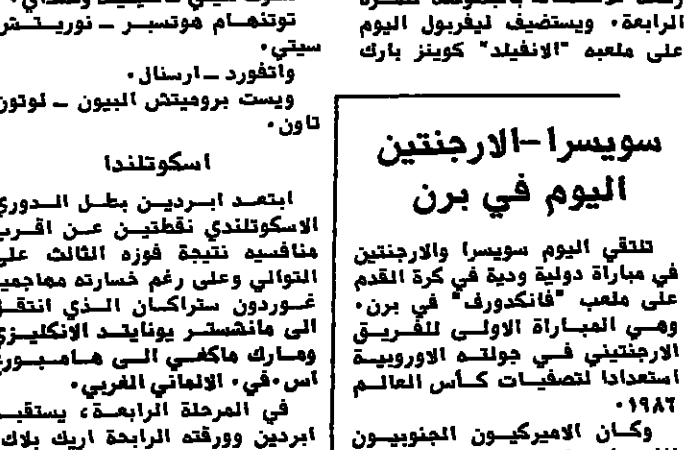 الرابعة. ويستضيف ليفربول اليوم
على ملعبه "الانفيلد" كوينز بارك
سويسرا – الارجنتين
اليوم في برن
تلتقي اليوم سويسرا والارجنتين
في مباراة دولية ودية في كرة القدم
على ملعب "فانكدورف" في برن.
وهي المباراة الاولى للفريق
الارجنتيني في جولته الاوروبية
استعدادا لتصفيات كأس العالم
١٩٨٦.
وكان الاميركيون الجنوبيون
توتنهام هوتسبر – نوريتش
سيتي.
واتفورد – ارسنال.
ويست بروميتش البيون – لوتون
تاون.
اسكوتلندا
ابتعد ابردين بطل الدوري
الاسكوتلندي نقطتين عن اقرب
منافسيه نتيجة فوزه الثالث على
التوالي وعلى رغم خسارته مهاجميه
غوردون ستراكان الذي انتقل
الى مانشستر يونايتد الانكليزي
ومارك ماكغي الى هامبورغ
اس.في. الالماني الغربي.
في المرحلة الرابعة، يستقبل
ابردين وورقته الرابحة اريك بلاك